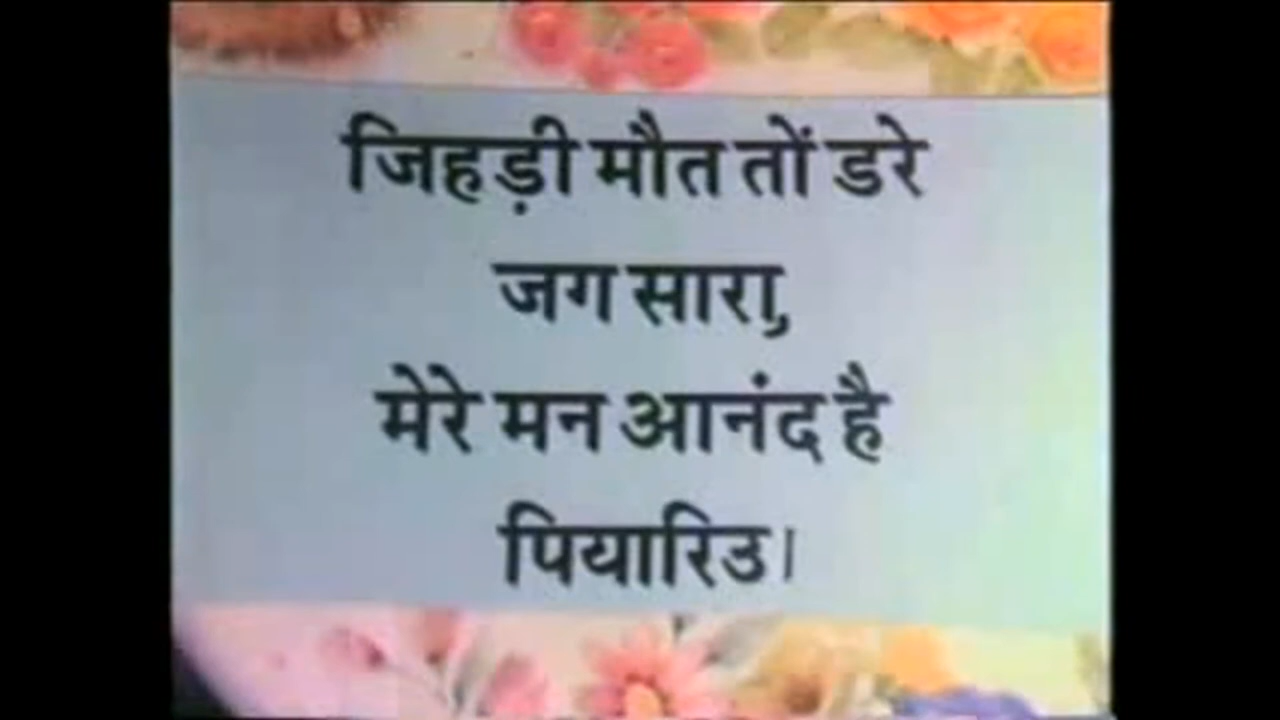 जिहड़ी मौत तों डरे
जग सारा,
मेरे मन आनंद है
पियारिउ।